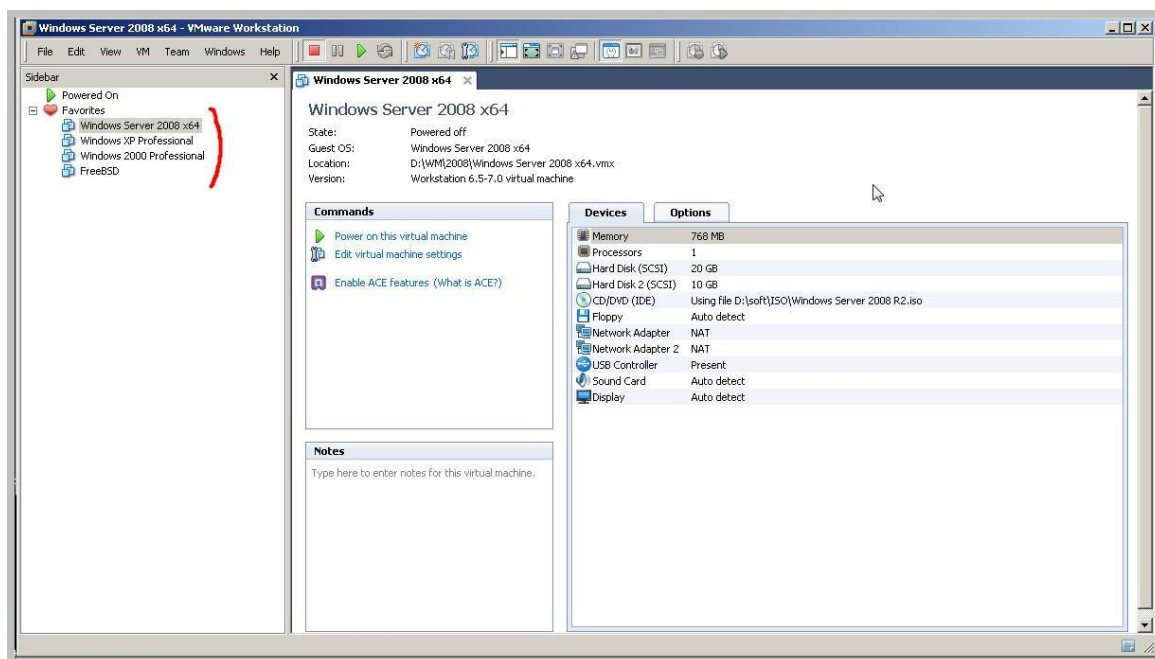 Windows Server 2008 x64 - VMware Workstation
File Edit View VM Team Windows Help
Sidebar
Powered On
Favorites
Windows Server 2008 x64
Windows XP Professional
Windows 2000 Professional
FreeBSD
Windows Server 2008 x64
Windows Server 2008 x64
State: Powered off
Guest OS: Windows Server 2008 x64
Location: D:\WM\2008\Windows Server 2008 x64.vmx
Version: Workstation 6.5-7.0 virtual machine
Commands
Power on this virtual machine
Edit virtual machine settings
Enable ACE features (What is ACE?)
Notes
Type here to enter notes for this virtual machine.
Devices Options
Memory 768 MB
Processors 1
Hard Disk (SCSI) 20 GB
Hard Disk 2 (SCSI) 10 GB
CD/DVD (IDE) Using file D:\soft\ISO\Windows Server 2008 R2.iso
Floppy Auto detect
Network Adapter NAT
Network Adapter 2 NAT
USB Controller Present
Sound Card Auto detect
Display Auto detect